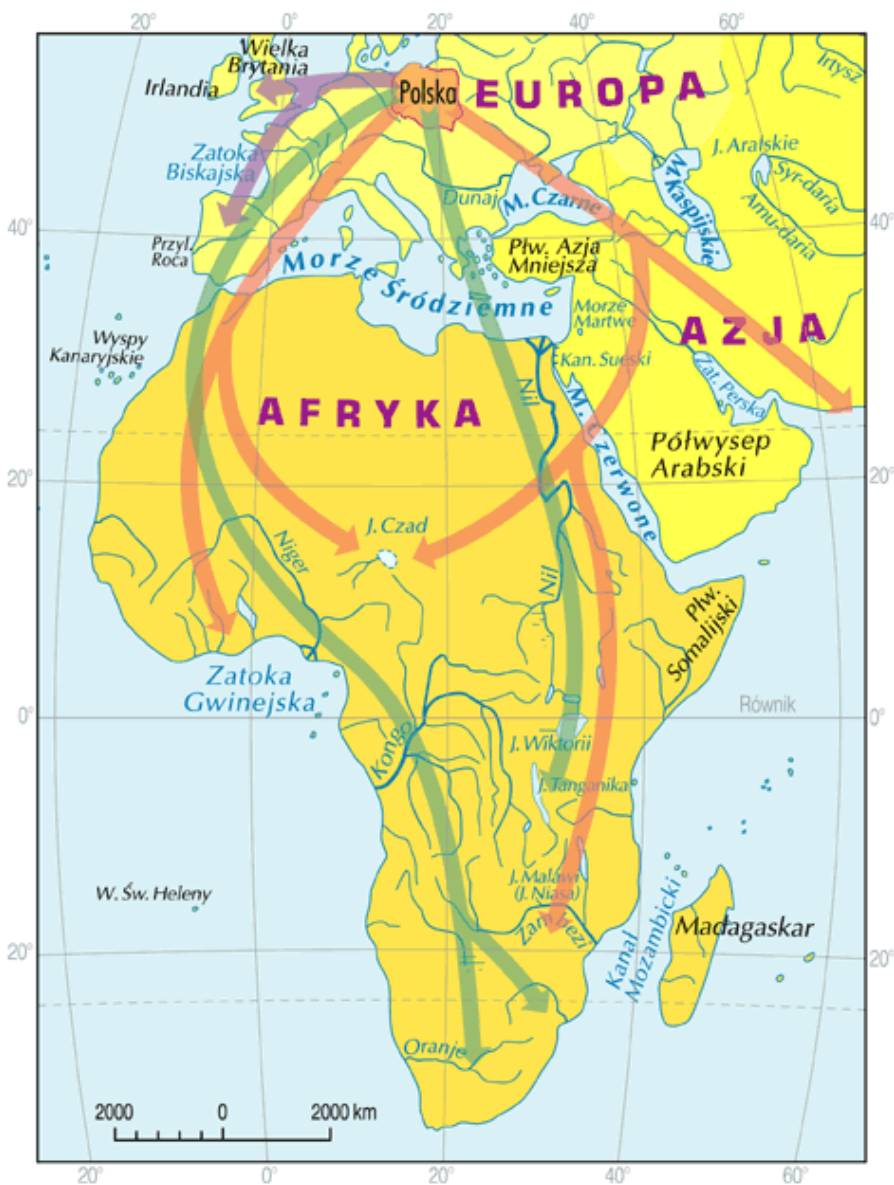 20°
0°
20°
40°
60°
Wielka
Brytania
Irlandia
Polska
EUROPA
Irtysz
Zatoka
Biskajska
J. Aralskie
Syr-daria
Amu-daria
M. Kaspijskie
Dunaj
M. Czarne
40°
40°
Przyl.
Roca
Płw. Azja
Mniejsza
Morze Śródziemne
Morze
Martwe
AZJA
Wyspy
Kanaryjskie
Kan. Sueski
Zat. Perska
Nil
AFRYKA
M. Czerwone
Półwysep
Arabski
20°
20°
J. Czad
Niger
Nil
Płw.
Somalijski
Zatoka
Gwinejska
Równik
0°
0°
Kongo
J. Wiktorii
J. Tanganika
J. Malawi
(J. Niasa)
W. Św. Heleny
Zambezi
Kanał
Mozambicki
Madagaskar
20°
20°
Oranje
2000
0
2000 km
20°
0°
20°
40°
60°